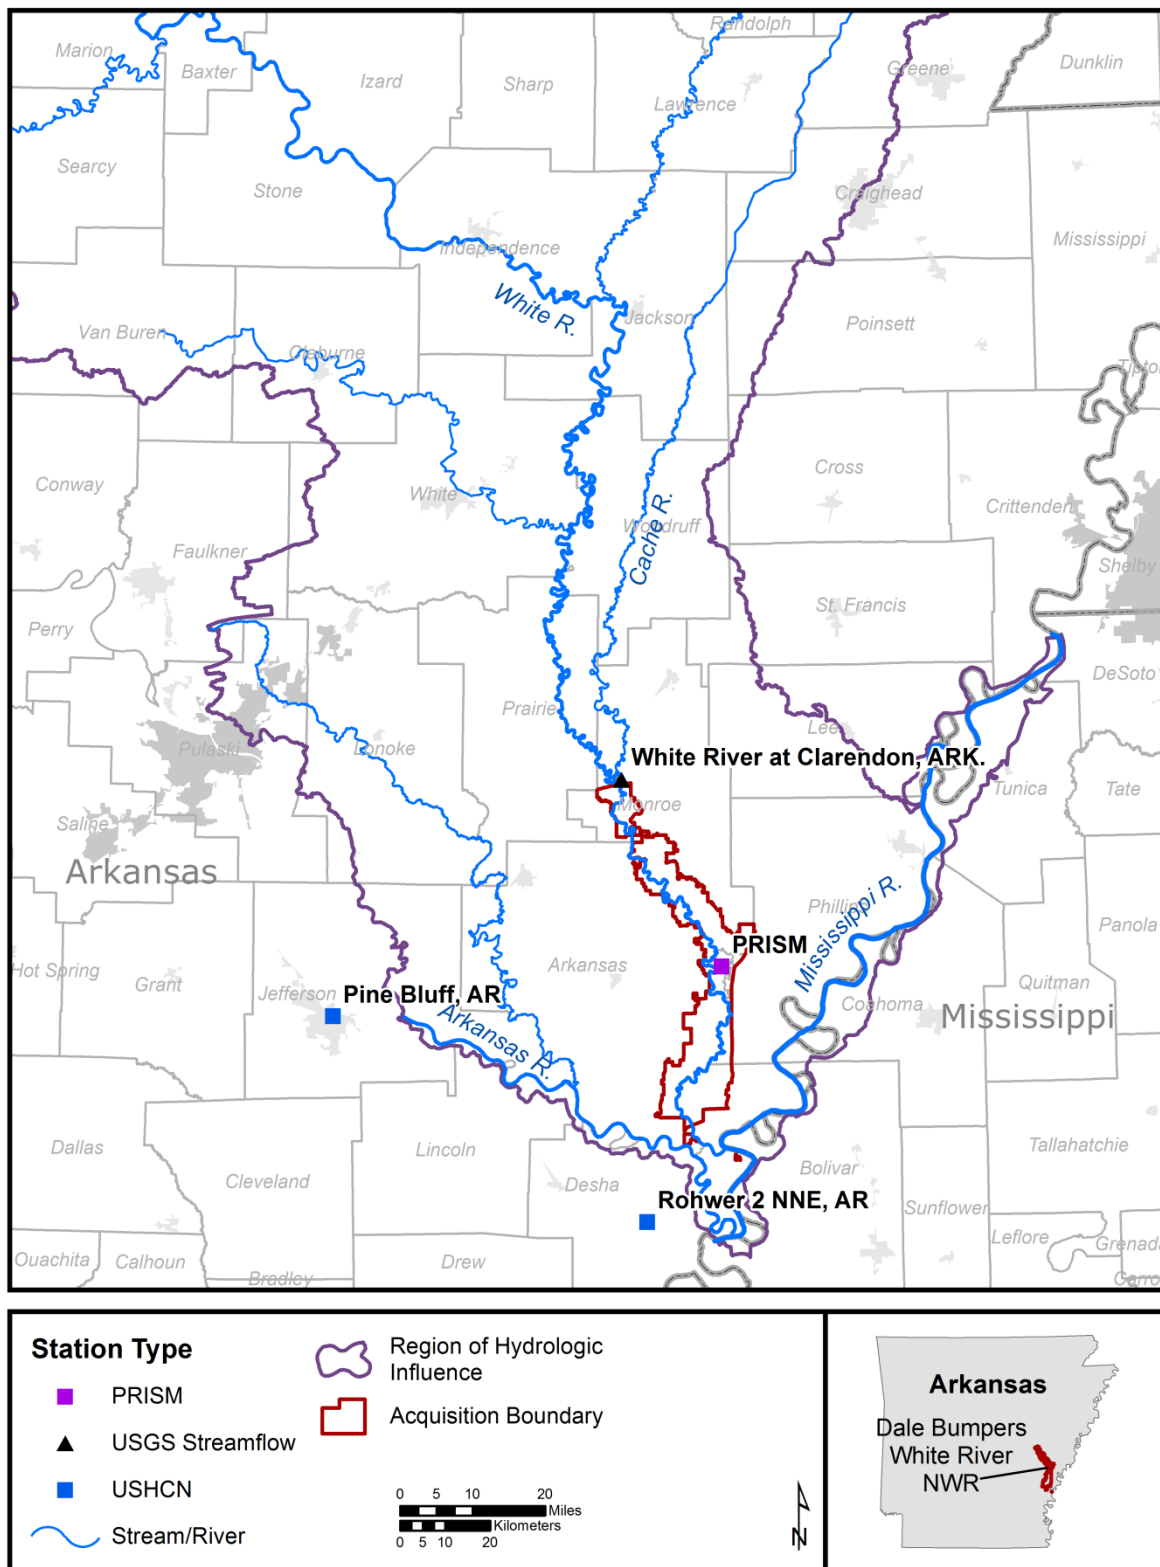 Randolph
Marion
Baxter
Izard
Sharp
Greene
Dunklin
Lawrence
Searcy
Stone
Craighead
Independence
Mississippi
White R.
Jackson
Van Buren
Cleburne
Poinsett
Tipto
Conway
White
Cross
Crittenden
Cache R.
Woodruff
Faulkner
Shelby
Perry
St. Francis
DeSoto
Prairie
Pulaski
Lonoke
Lee
White River at Clarendon, ARK.
Monroe
Tunica
Tate
Saline
Arkansas
Phillip
Mississippi R.
Panola
PRISM
Hot Spring
Grant
Jefferson
Pine Bluff, AR
Arkansas
Arkansas R.
Coahoma
Quitman
Mississippi
Dallas
Lincoln
Tallahatchie
Cleveland
Desha
Bolivar
Rohwer 2 NNE, AR
Sunflower
Leflore
Grenad
Ouachita
Calhoun
Bradley
Drew
Carro
Station Type
PRISM
USGS Streamflow
USHCN
Stream/River
Region of Hydrologic
Influence
Acquisition Boundary
0 5 10 20
Miles
Kilometers
0 5 10 20
N
Arkansas
Dale Bumpers
White River
NWR